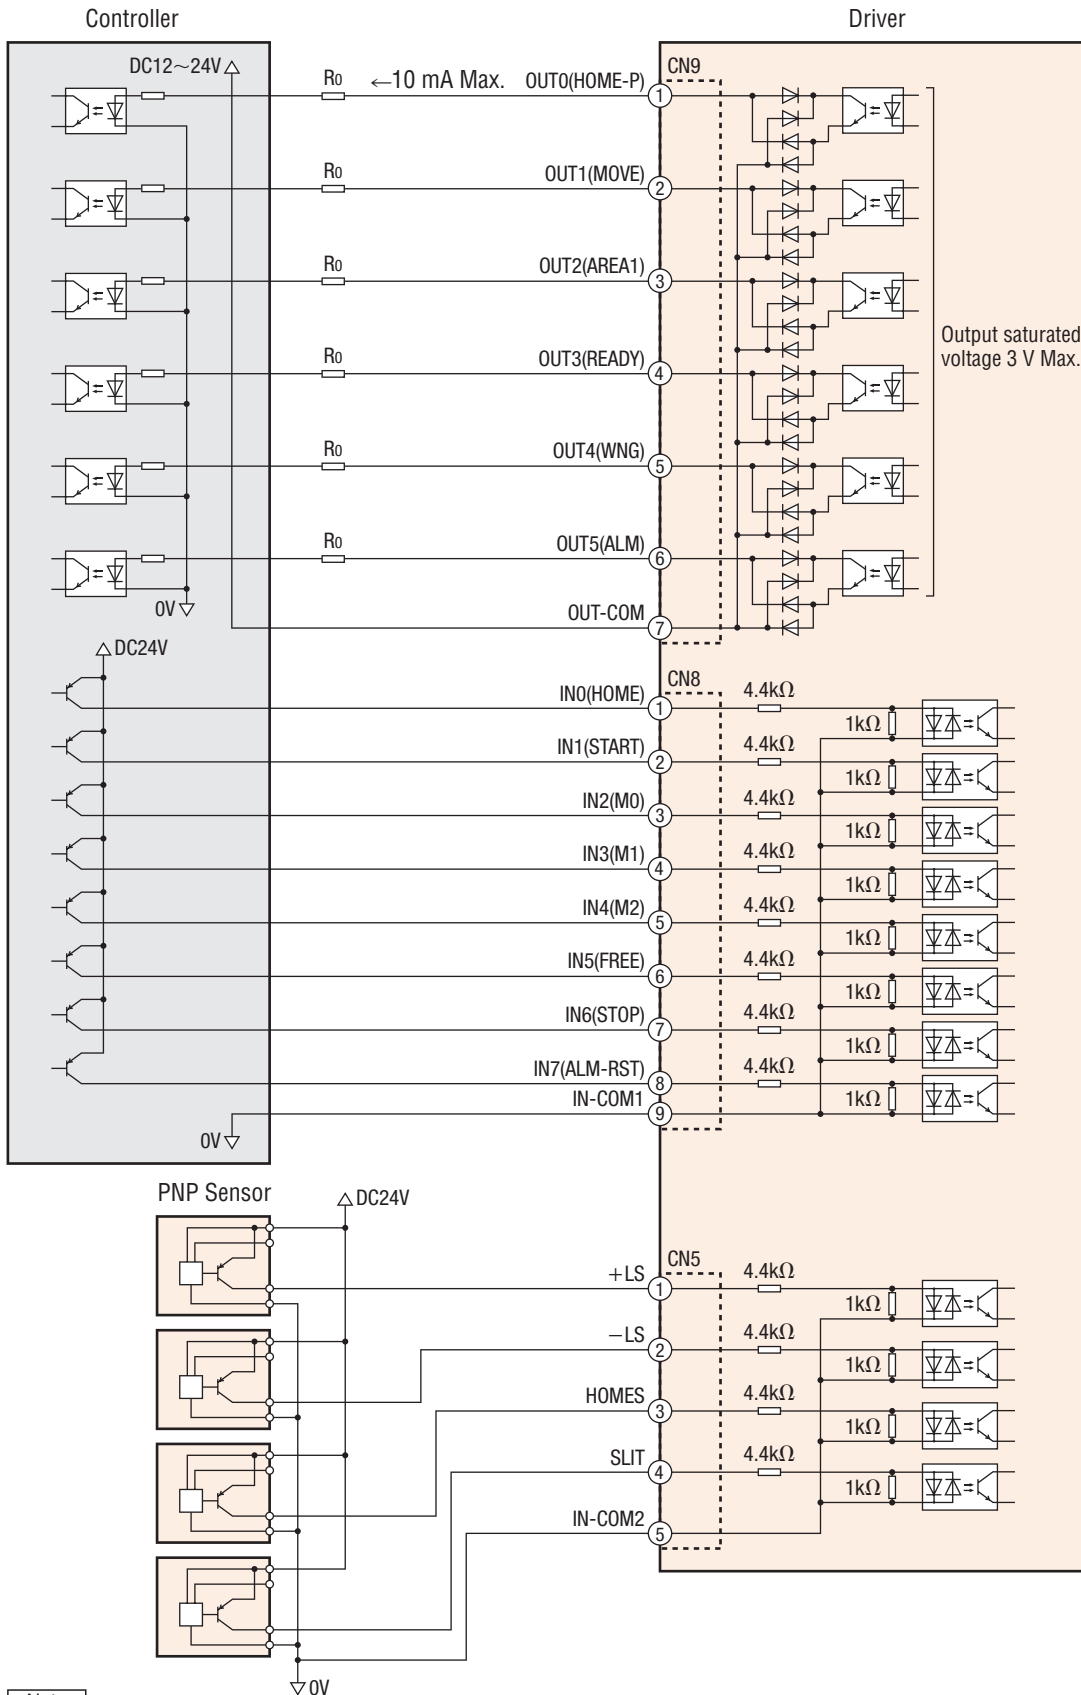 Controller
Driver
DC12～24V
R0
←10 mA Max.
OUT0(HOME-P)
CN9
1
R0
OUT1(MOVE)
2
R0
OUT2(AREA1)
3
Output saturated
voltage 3 V Max.
R0
OUT3(READY)
4
R0
OUT4(WNG)
5
R0
OUT5(ALM)
6
0V
OUT-COM
7
DC24V
CN8
IN0(HOME)
1
4.4kΩ
1kΩ
IN1(START)
2
4.4kΩ
1kΩ
IN2(M0)
3
4.4kΩ
1kΩ
IN3(M1)
4
4.4kΩ
1kΩ
IN4(M2)
5
4.4kΩ
1kΩ
IN5(FREE)
6
4.4kΩ
1kΩ
IN6(STOP)
7
4.4kΩ
1kΩ
IN7(ALM-RST)
8
4.4kΩ
1kΩ
IN-COM1
9
0V
PNP Sensor
DC24V
CN5
+LS
1
4.4kΩ
1kΩ
−LS
2
4.4kΩ
1kΩ
HOMES
3
4.4kΩ
1kΩ
SLIT
4
4.4kΩ
1kΩ
IN-COM2
5
0V